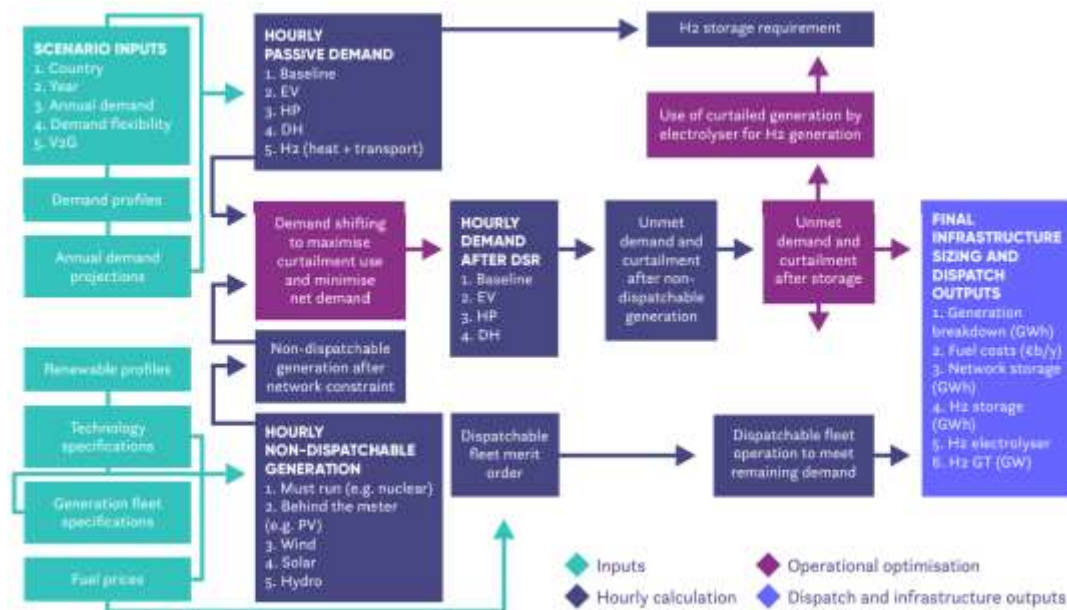 SCENARIO INPUTS
1. Country
2. Year
3. Annual demand
4. Demand flexibility
5. V2G
Demand profiles
Annual demand
projections
Renewable profiles
Technology
specifications
Generation fleet
specifications
Fuel prices
HOURLY
PASSIVE DEMAND
1. Baseline
2. EV
3. HP
4. DH
5. H2 (heat + transport)
Demand shifting
to maximise
curtailment use
and minimise
net demand
Non-dispatchable
generation after
network constraint
HOURLY
NON-DISPATCHABLE
GENERATION
1. Must run (e.g. nuclear)
2. Behind the meter
(e.g. PV)
3. Wind
4. Solar
5. Hydro
HOURLY
DEMAND
AFTER DSR
1. Baseline
2. EV
3. HP
4. DH
Dispatchable
fleet merit
order
Unmet
demand and
curtailment
after non-
dispatchable
generation
H2 storage requirement
Use of curtailed generation by
electrolyser for H2 generation
Unmet
demand and
curtailment
after storage
Dispatchable fleet
operation to meet
remaining demand
FINAL
INFRASTRUCTURE
SIZING AND
DISPATCH
OUTPUTS
1. Generation
breakdown (GWh)
2. Fuel costs (€b/y)
3. Network storage
(GWh)
4. H2 storage
(GWh)
5. H2 electrolyser
6. H2 GT (GW)
Inputs
Operational optimisation
Hourly calculation
Dispatch and infrastructure outputs